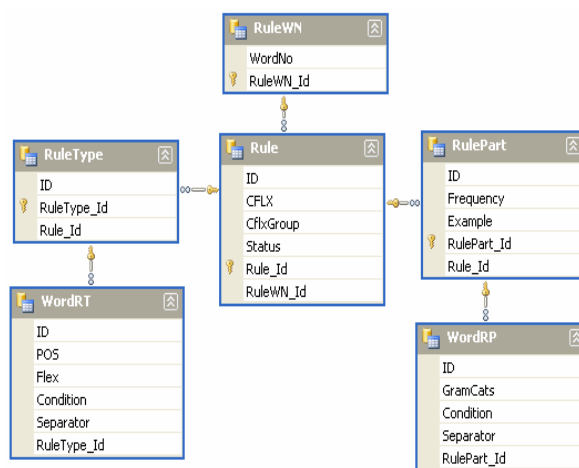 RuleWN
WordNo
RuleWN_Id
RuleType
ID
RuleType_Id
Rule_Id
Rule
ID
CFLX
CflxGroup
Status
Rule_Id
RuleWN_Id
RulePart
ID
Frequency
Example
RulePart_Id
Rule_Id
WordRT
ID
POS
Flex
Condition
Separator
RuleType_Id
WordRP
ID
GramCats
Condition
Separator
RulePart_Id